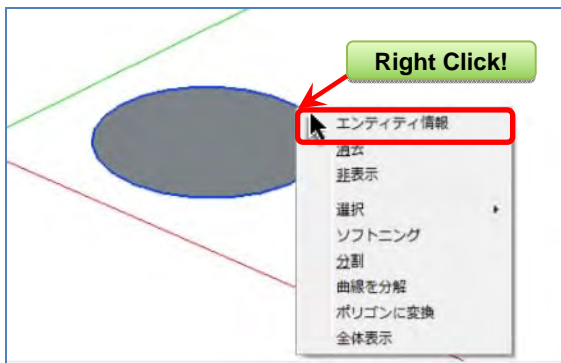 Right Click!
エンティティ情報
消去
非表示
選択
ソフトニング
分割
曲線を分解
ポリゴンに変換
全体表示